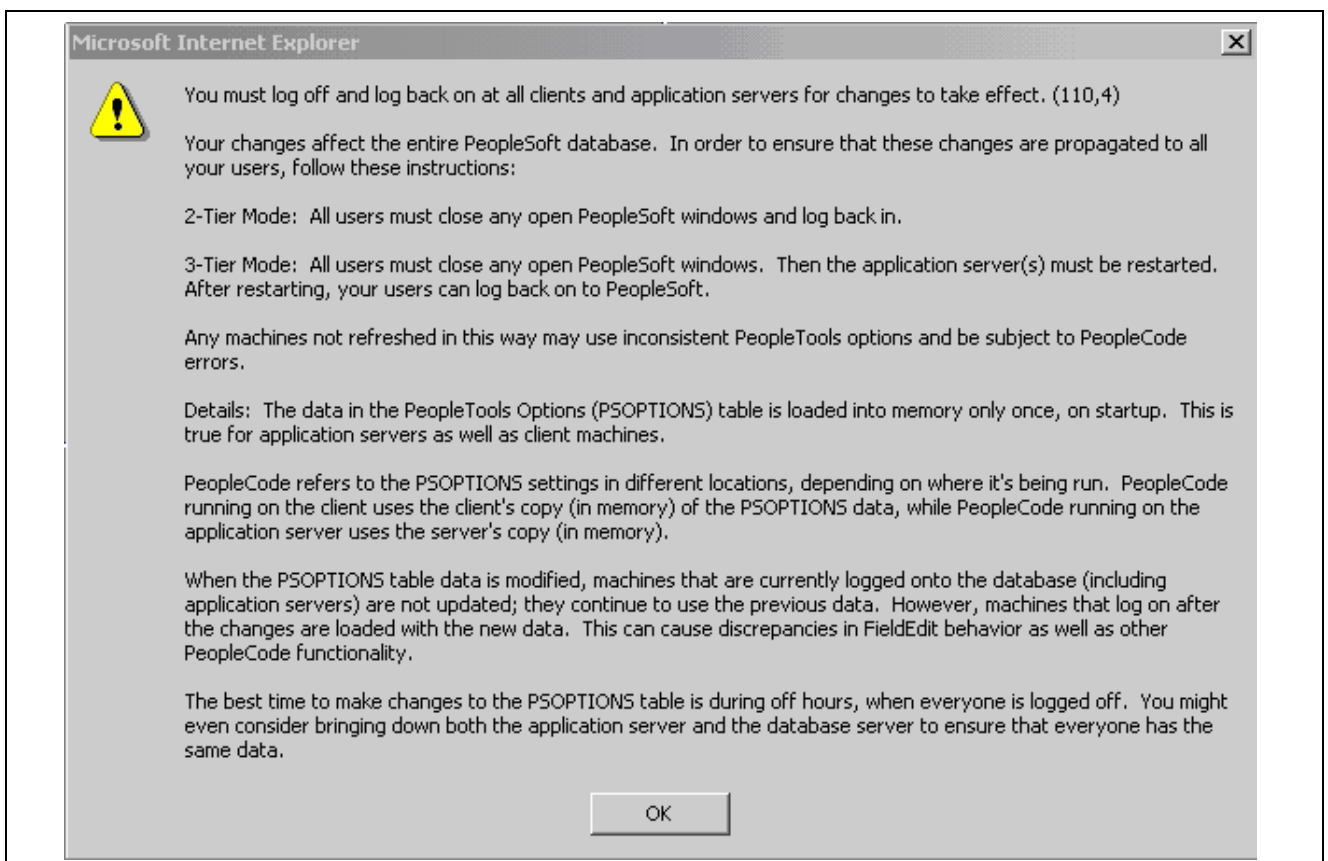 Microsoft Internet Explorer
You must log off and log back on at all clients and application servers for changes to take effect. (110,4)
Your changes affect the entire PeopleSoft database.  In order to ensure that these changes are propagated to all
your users, follow these instructions:
2-Tier Mode:  All users must close any open PeopleSoft windows and log back in.
3-Tier Mode:  All users must close any open PeopleSoft windows.  Then the application server(s) must be restarted.
After restarting, your users can log back on to PeopleSoft.
Any machines not refreshed in this way may use inconsistent PeopleTools options and be subject to PeopleCode
errors.
Details:  The data in the PeopleTools Options (PSOPTIONS) table is loaded into memory only once, on startup.  This is
true for application servers as well as client machines.
PeopleCode refers to the PSOPTIONS settings in different locations, depending on where it's being run.  PeopleCode
running on the client uses the client's copy (in memory) of the PSOPTIONS data, while PeopleCode running on the
application server uses the server's copy (in memory).
When the PSOPTIONS table data is modified, machines that are currently logged onto the database (including
application servers) are not updated; they continue to use the previous data.  However, machines that log on after
the changes are loaded with the new data.  This can cause discrepancies in FieldEdit behavior as well as other
PeopleCode functionality.
The best time to make changes to the PSOPTIONS table is during off hours, when everyone is logged off.  You might
even consider bringing down both the application server and the database server to ensure that everyone has the
same data.
OK